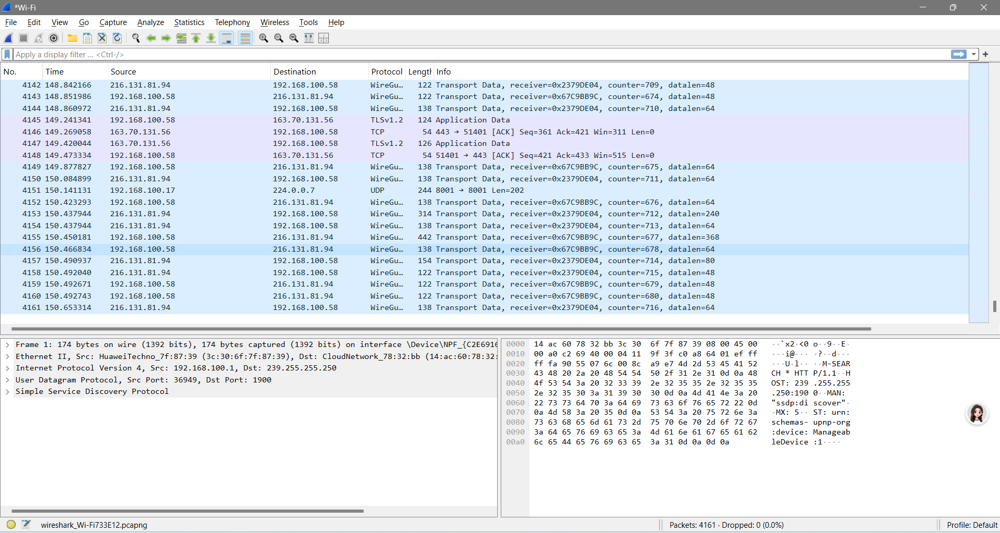 *Wi-Fi
File Edit View Go Capture Analyze Statistics Telephony Wireless Tools Help
Apply a display filter ... <Ctrl-/>
No. Time Source Destination Protocol Length Info
4142 148.842166 216.131.81.94 192.168.100.58 WireGu… 122 Transport Data, receiver=0x2379DE04, counter=709, datalen=48
4143 148.851986 192.168.100.58 216.131.81.94 WireGu… 122 Transport Data, receiver=0x67C9BB9C, counter=674, datalen=48
4144 148.860972 216.131.81.94 192.168.100.58 WireGu… 138 Transport Data, receiver=0x2379DE04, counter=710, datalen=64
4145 149.241341 192.168.100.58 163.70.131.56 TLSv1.2 124 Application Data
4146 149.269058 163.70.131.56 192.168.100.58 TCP 54 443 → 51401 [ACK] Seq=361 Ack=421 Win=311 Len=0
4147 149.420044 163.70.131.56 192.168.100.58 TLSv1.2 126 Application Data
4148 149.473334 192.168.100.58 163.70.131.56 TCP 54 51401 → 443 [ACK] Seq=421 Ack=433 Win=515 Len=0
4149 149.877827 192.168.100.58 216.131.81.94 WireGu… 138 Transport Data, receiver=0x67C9BB9C, counter=675, datalen=64
4150 150.084899 216.131.81.94 192.168.100.58 WireGu… 138 Transport Data, receiver=0x2379DE04, counter=711, datalen=64
4151 150.141131 192.168.100.17 224.0.0.7 UDP 244 8001 → 8001 Len=202
4152 150.423293 192.168.100.58 216.131.81.94 WireGu… 138 Transport Data, receiver=0x67C9BB9C, counter=676, datalen=64
4153 150.437944 216.131.81.94 192.168.100.58 WireGu… 314 Transport Data, receiver=0x2379DE04, counter=712, datalen=240
4154 150.437944 216.131.81.94 192.168.100.58 WireGu… 138 Transport Data, receiver=0x2379DE04, counter=713, datalen=64
4155 150.450181 192.168.100.58 216.131.81.94 WireGu… 442 Transport Data, receiver=0x67C9BB9C, counter=677, datalen=368
4156 150.466834 192.168.100.58 216.131.81.94 WireGu… 138 Transport Data, receiver=0x67C9BB9C, counter=678, datalen=64
4157 150.490937 216.131.81.94 192.168.100.58 WireGu… 154 Transport Data, receiver=0x2379DE04, counter=714, datalen=80
4158 150.492040 216.131.81.94 192.168.100.58 WireGu… 122 Transport Data, receiver=0x2379DE04, counter=715, datalen=48
4159 150.492671 192.168.100.58 216.131.81.94 WireGu… 122 Transport Data, receiver=0x67C9BB9C, counter=679, datalen=48
4160 150.492743 192.168.100.58 216.131.81.94 WireGu… 122 Transport Data, receiver=0x67C9BB9C, counter=680, datalen=48
4161 150.653314 216.131.81.94 192.168.100.58 WireGu… 138 Transport Data, receiver=0x2379DE04, counter=716, datalen=64
Frame 1: 174 bytes on wire (1392 bits), 174 bytes captured (1392 bits) on interface \Device\NPF_{C2E6916
Ethernet II, Src: HuaweiTechno_7f:87:39 (3c:30:6f:7f:87:39), Dst: CloudNetwork_78:32:bb (14:ac:60:78:32:
Internet Protocol Version 4, Src: 192.168.100.1, Dst: 239.255.255.250
User Datagram Protocol, Src Port: 36949, Dst Port: 1900
Simple Service Discovery Protocol
0000 14 ac 60 78 32 bb 3c 30 6f 7f 87 39 08 00 45 00 ··`x2·<0 o··9··E·
0010 00 a0 c2 69 40 00 04 11 9f 3f c0 a8 64 01 ef ff ···i@··· ·?··d···
0020 ff fa 90 55 07 6c 00 8c a9 e7 4d 2d 53 45 41 52 ···U·l·· ··M-SEAR
0030 43 48 20 2a 20 48 54 54 50 2f 31 2e 31 0d 0a 48 CH * HTT P/1.1··H
0040 4f 53 54 3a 20 32 33 39 2e 32 35 35 2e 32 35 35 OST: 239 .255.255
0050 2e 32 35 30 3a 31 39 30 30 0d 0a 4d 41 4e 3a 20 .250:190 0··MAN:
0060 22 73 73 64 70 3a 64 69 73 63 6f 76 65 72 22 0d "ssdp:di scover"·
0070 0a 4d 58 3a 20 35 0d 0a 53 54 3a 20 75 72 6e 3a ·MX: 5·· ST: urn:
0080 73 63 68 65 6d 61 73 2d 75 70 6e 70 2d 6f 72 67 schemas- upnp-org
0090 3a 64 65 76 69 63 65 3a 4d 61 6e 61 67 65 61 62 :device: Manageab
00a0 6c 65 44 65 76 69 63 65 3a 31 0d 0a 0d 0a leDevice :1····
wireshark_Wi-Fi733E12.pcapng Packets: 4161 · Dropped: 0 (0.0%) Profile: Default